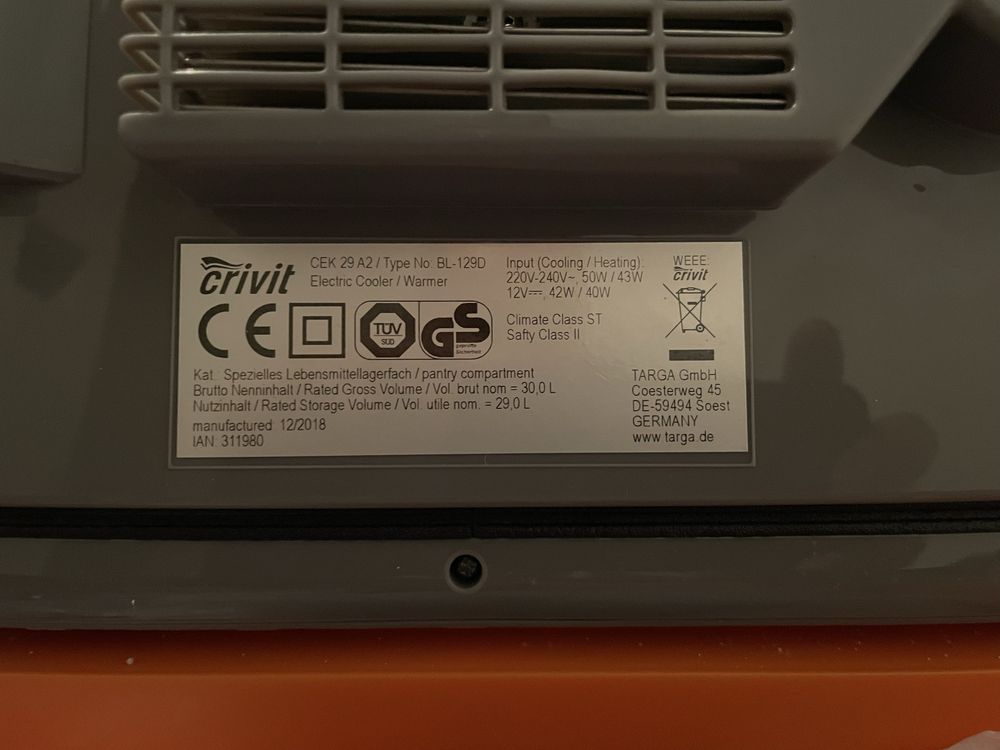 crivit
CEK 29 A2 / Type No: BL-129D
Electric Cooler / Warmer
Input (Cooling / Heating):
220V-240V~, 50W / 43W
12V⎓, 42W / 40W
Climate Class ST
Safty Class II
WEEE:
crivit
CE
TÜV
SÜD
GS
geprüfte
Sicherheit
Kat.: Spezielles Lebensmittellagerfach / pantry compartment
Brutto Nenninhalt / Rated Gross Volume / Vol. brut nom = 30,0 L
Nutzinhalt / Rated Storage Volume / Vol. utile nom. = 29,0 L
manufactured: 12/2018
IAN: 311980
TARGA GmbH
Coesterweg 45
DE-59494 Soest
GERMANY
www.targa.de